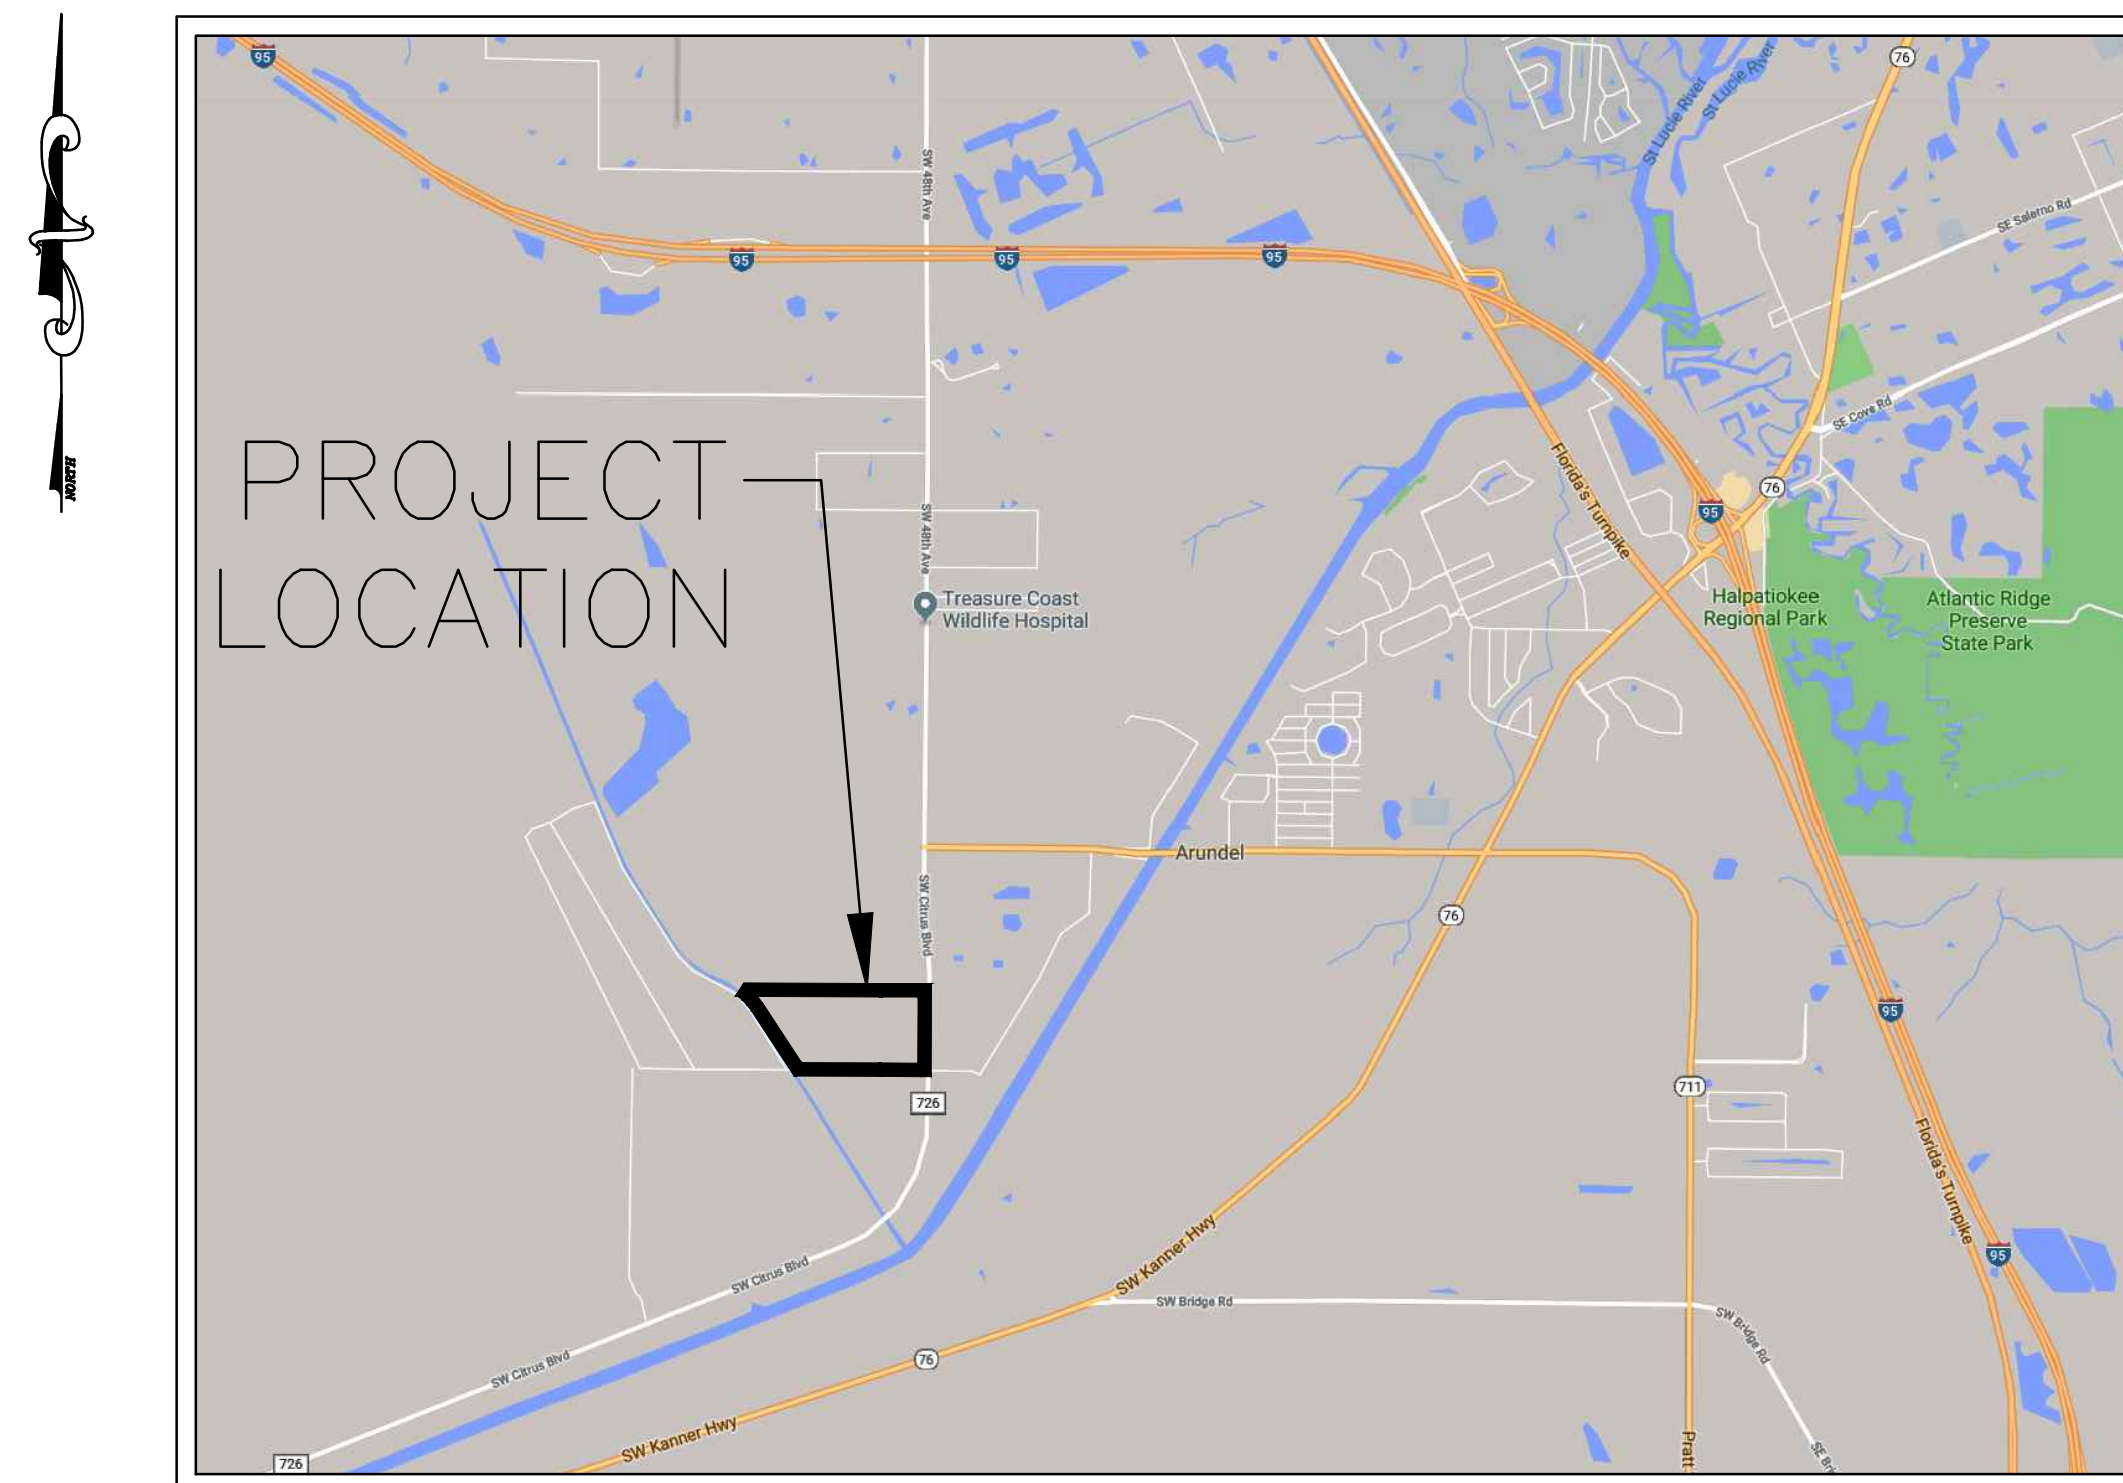 95
76
St Lucie River
St Lucie River
SW 48th Ave
SE Salerno Rd
95
95
95
SE Cove Rd
NORTH
PROJECT
LOCATION
SW 48th Ave
Florida's Turnpike
76
95
Treasure Coast
Wildlife Hospital
Halpatiokee
Regional Park
Atlantic Ridge
Preserve
State Park
Arundel
SW Citrus Blvd
76
95
711
726
Florida's Turnpike
SW Kanner Hwy
SW Citrus Blvd
SW Bridge Rd
SW Bridge Rd
95
SW Citrus Blvd
76
SW Kanner Hwy
Pratt
SE Bri
726